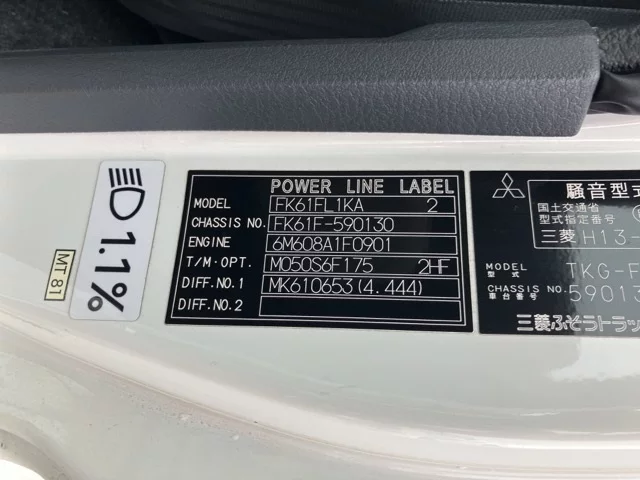 1.1%
MT.81
POWER LINE LABEL
MODEL FK61FL1KA 2
CHASSIS NO. FK61F-590130
ENGINE 6M608A1F0901
T/M・OPT. M050S6F175 2HF
DIFF.NO.1 MK610653(4.444)
DIFF.NO.2
騒音型式
国土交通省
型式指定番号
三菱 H13-
MODEL 型式 TKG-F
CHASSIS NO. 車台番号 59013
三菱ふそうトラッ